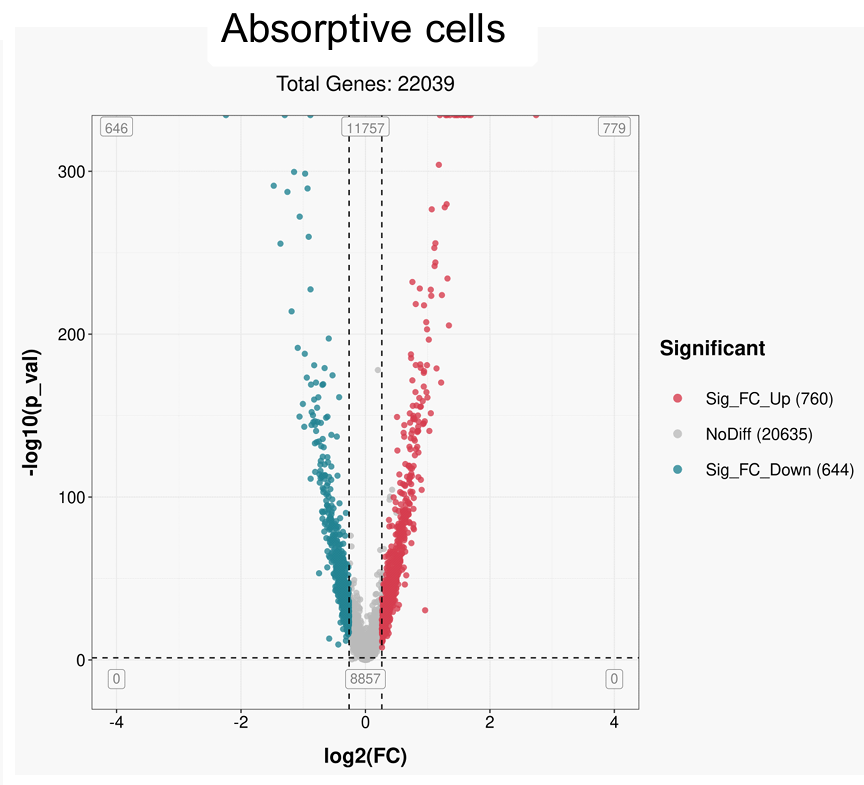 Absorptive cells
Total Genes: 22039
646 11757 779
300
200
100
0
0 8857 0
-4 -2 0 2 4
log2(FC)
-log10(p_val)
Significant
Sig_FC_Up (760)
NoDiff (20635)
Sig_FC_Down (644)